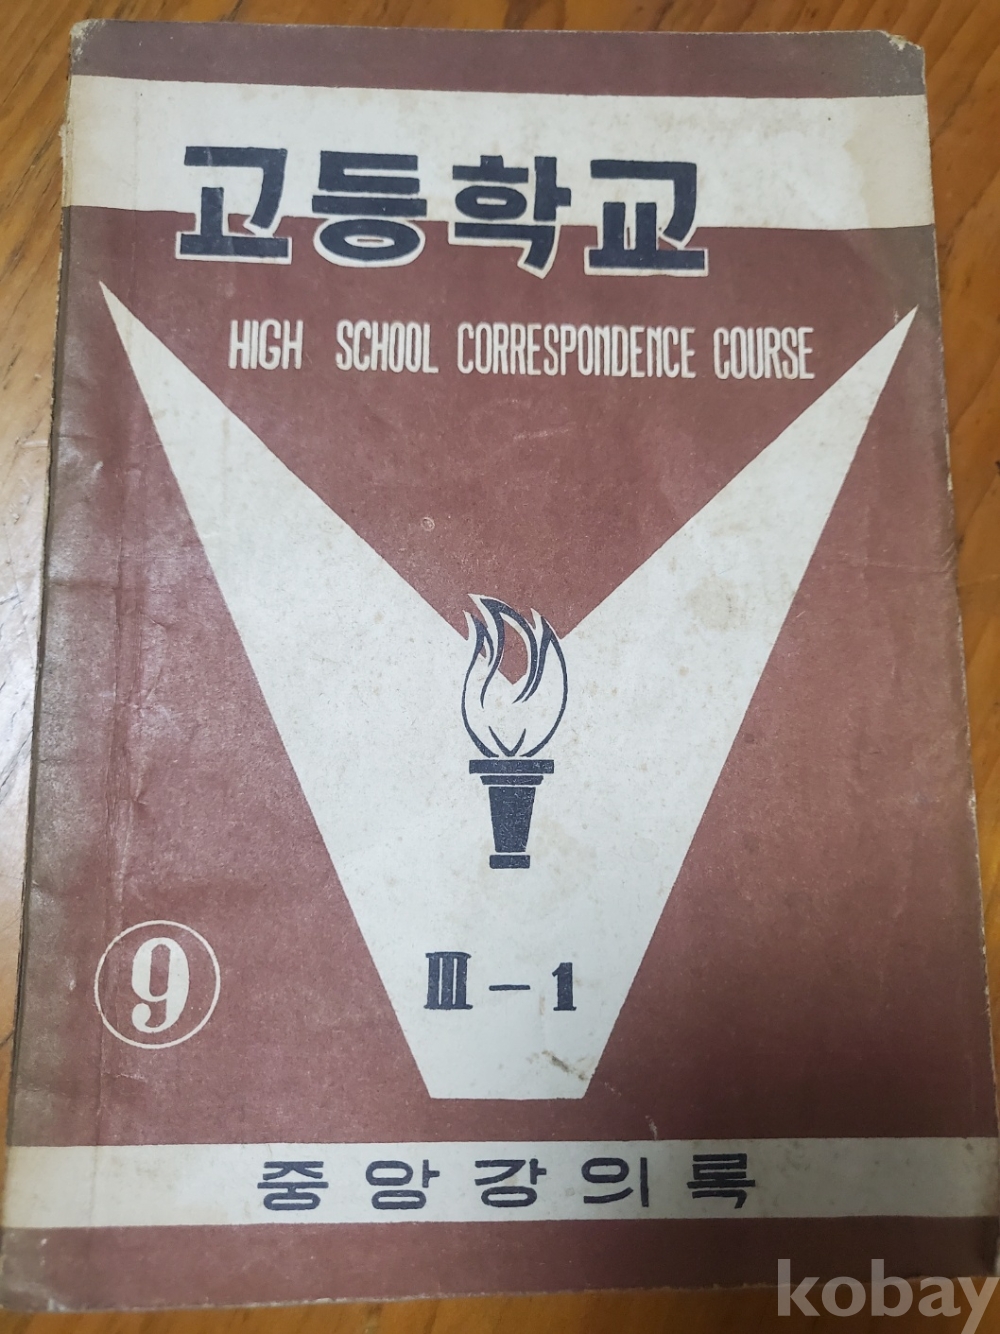 고등학교
HIGH SCHOOL CORRESPONDENCE COURSE
III-1
9
중앙강의록
kobay